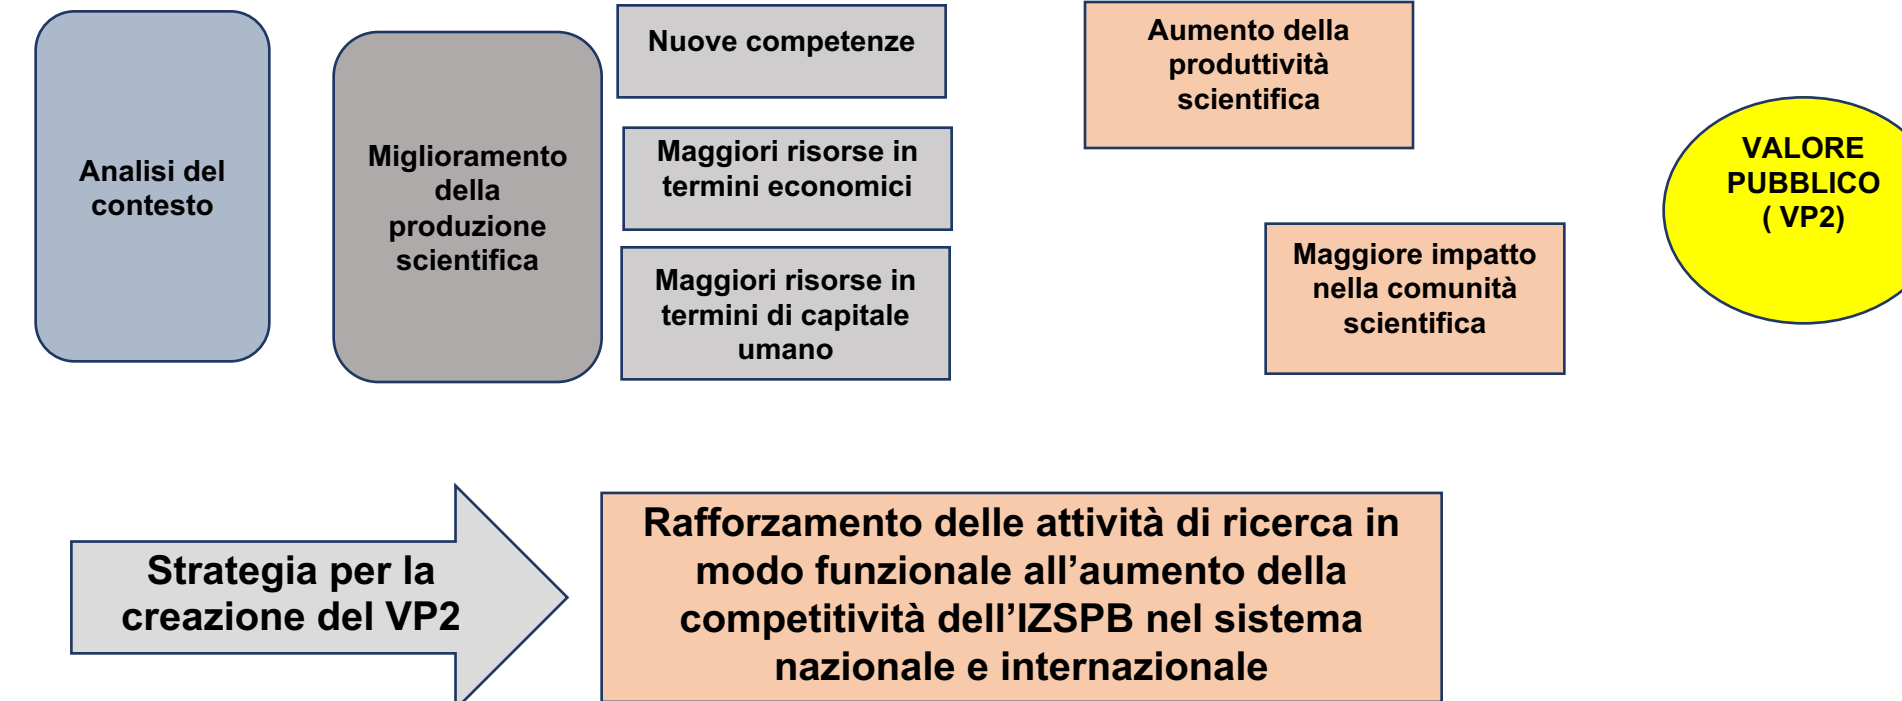 Analisi del
contesto
Miglioramento
della
produzione
scientifica
Nuove competenze
Maggiori risorse in
termini economici
Maggiori risorse in
termini di capitale
umano
Aumento della
produttività
scientifica
Maggiore impatto
nella comunità
scientifica
VALORE
PUBBLICO
( VP2)
Strategia per la
creazione del VP2
Rafforzamento delle attività di ricerca in
modo funzionale all’aumento della
competitività dell’IZSPB nel sistema
nazionale e internazionale